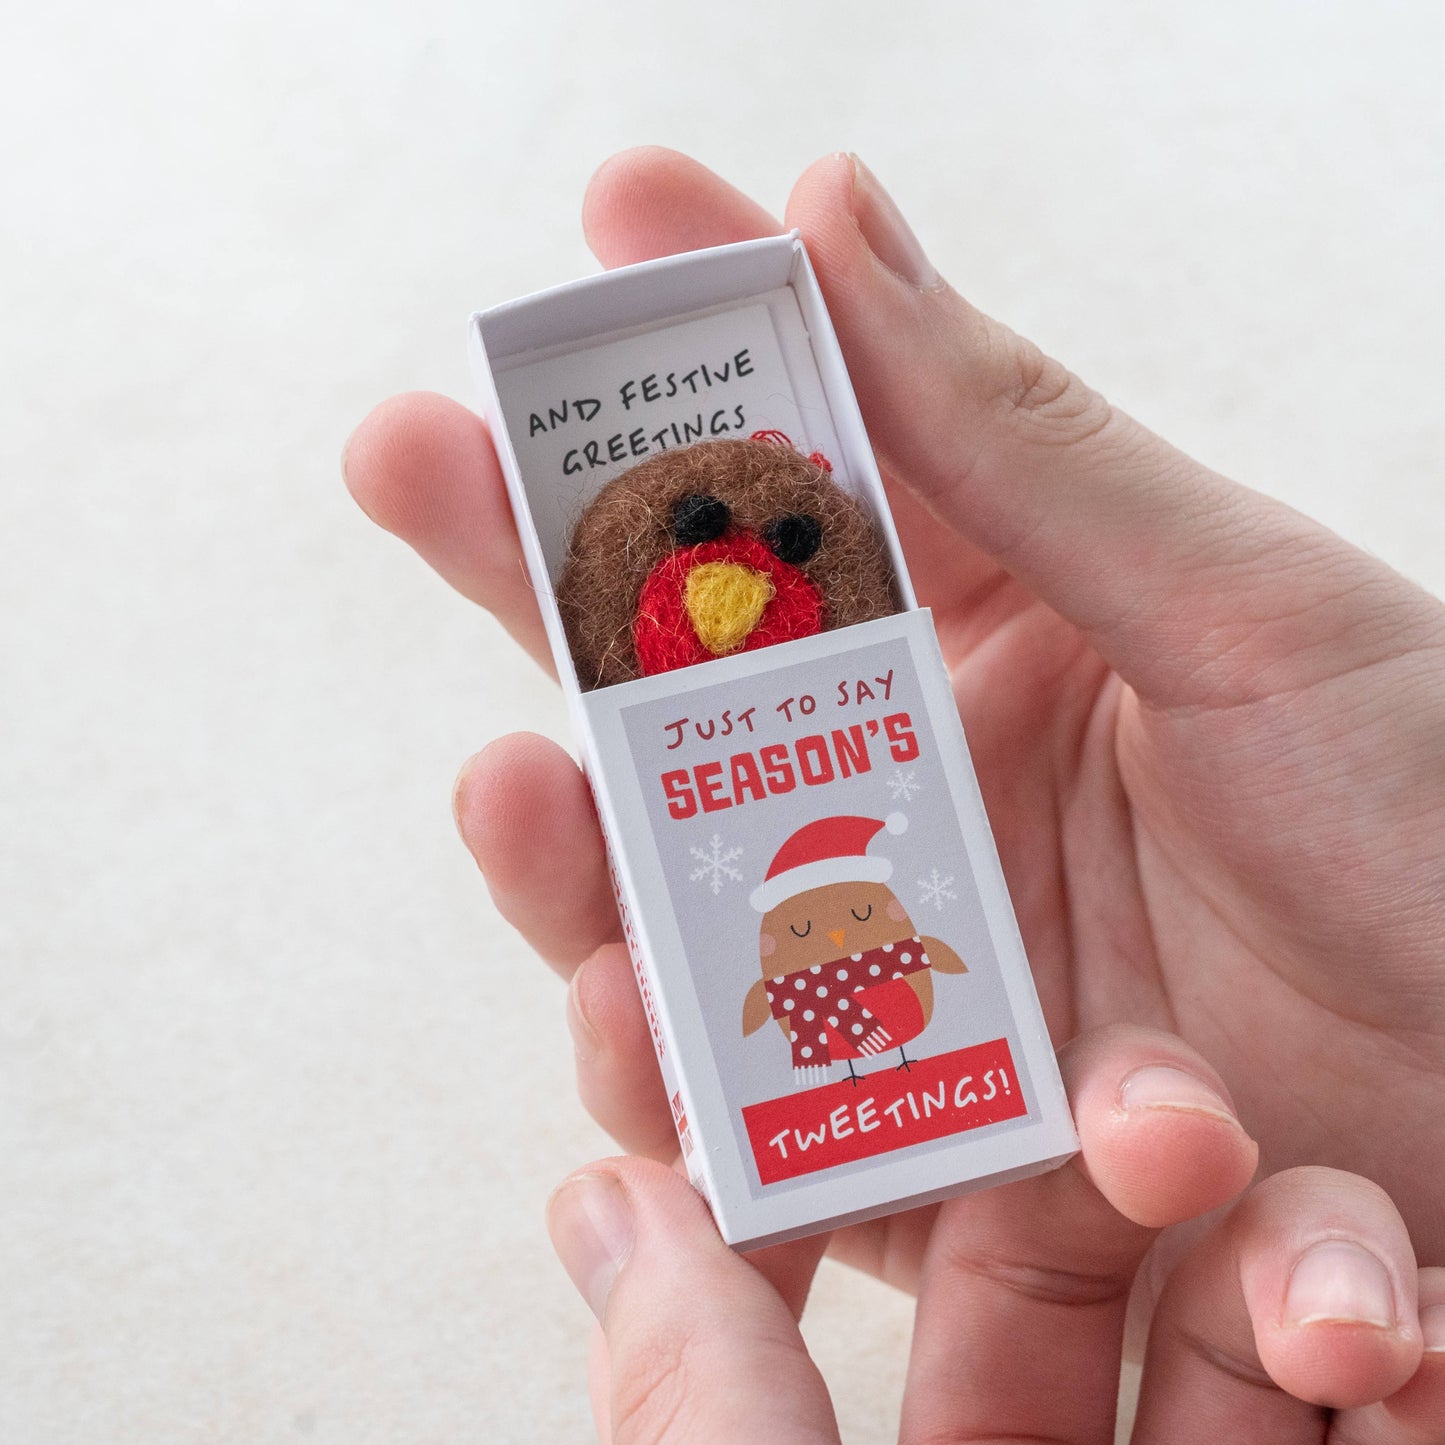 AND FESTIVE
GREETINGS
JUST TO SAY
SEASON'S
TWEETINGS!